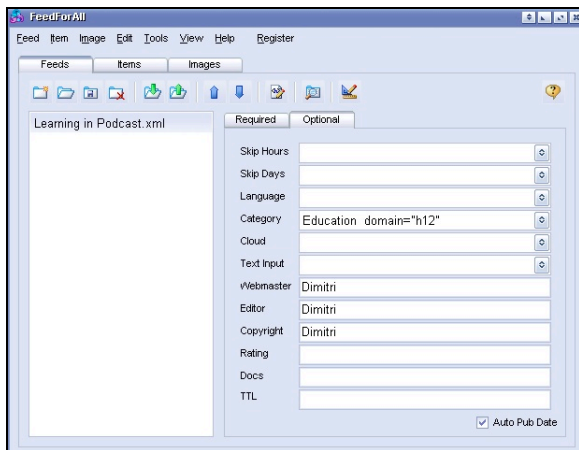 FeedForAll
Feed Item Image Edit Tools View Help Register
Feeds Items Images
Learning in Podcast.xml
Required Optional
Skip Hours
Skip Days
Language
Category Education domain="h12"
Cloud
Text Input
Webmaster Dimitri
Editor Dimitri
Copyright Dimitri
Rating
Docs
TTL
Auto Pub Date